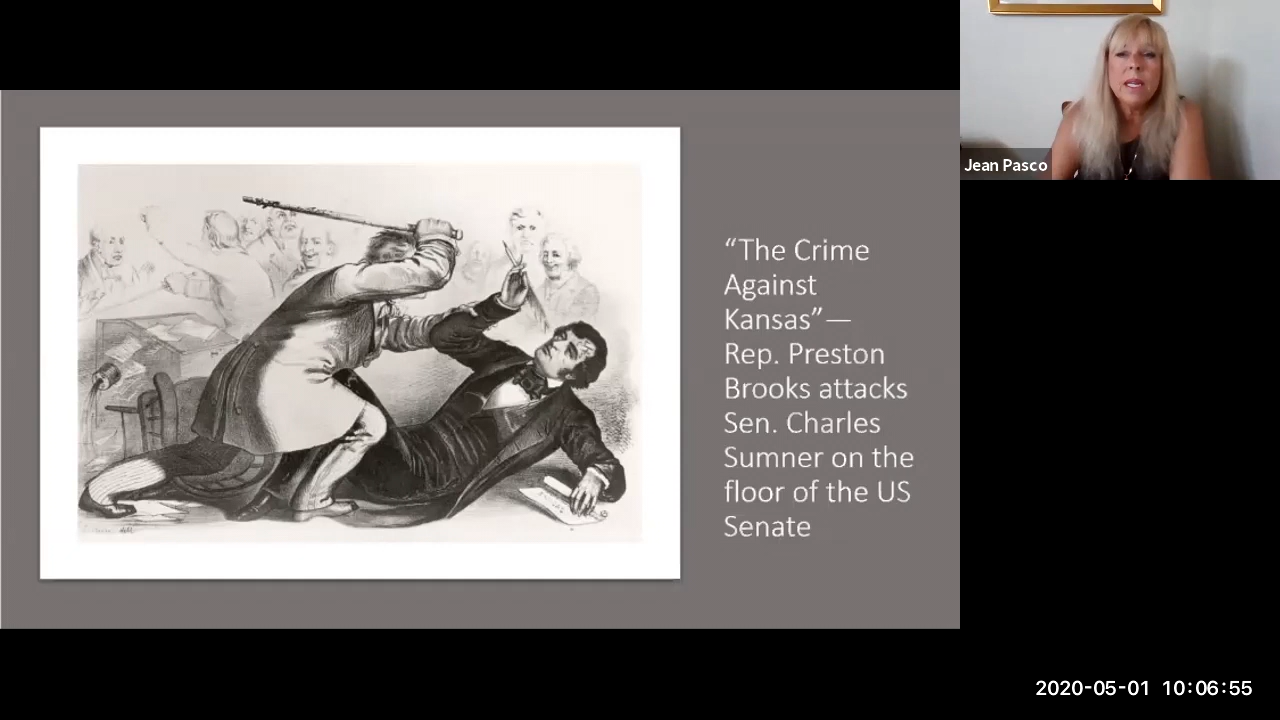 Jean Pasco
“The Crime
Against
Kansas”—
Rep. Preston
Brooks attacks
Sen. Charles
Sumner on the
floor of the US
Senate
2020-05-01 10:06:55